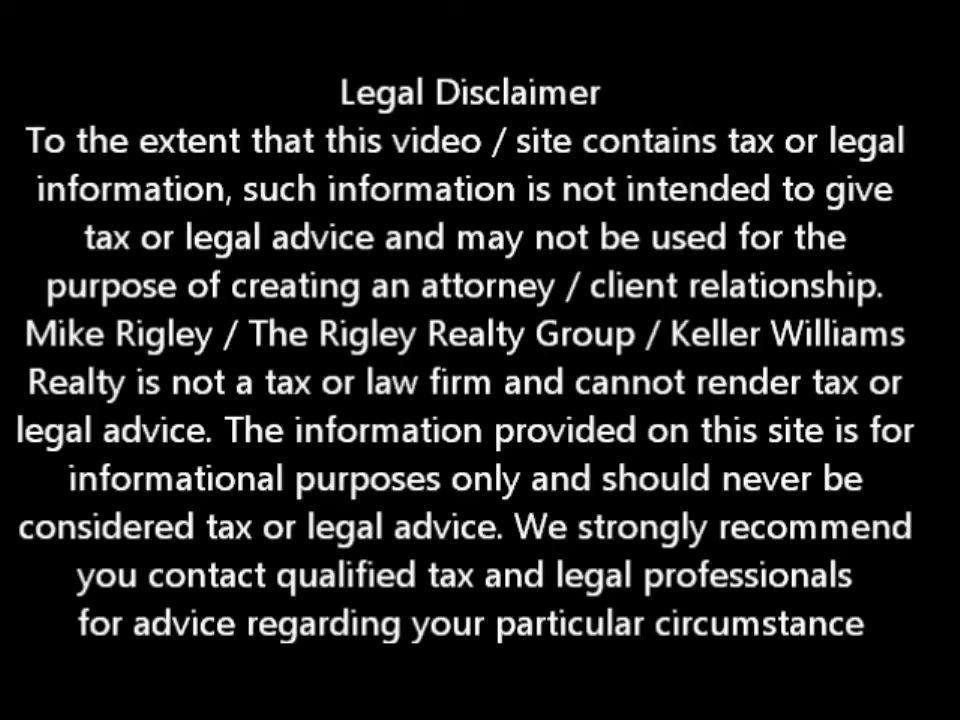 Legal Disclaimer
To the extent that this video / site contains tax or legal
information, such information is not intended to give
tax or legal advice and may not be used for the
purpose of creating an attorney / client relationship.
Mike Rigley / The Rigley Realty Group / Keller Williams
Realty is not a tax or law firm and cannot render tax or
legal advice. The information provided on this site is for
informational purposes only and should never be
considered tax or legal advice. We strongly recommend
you contact qualified tax and legal professionals
for advice regarding your particular circumstance